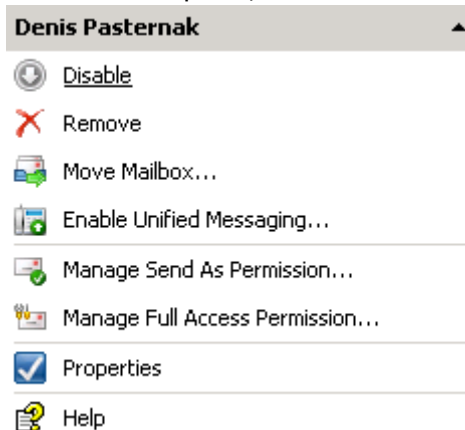 Denis Pasternak
Disable
Remove
Move Mailbox...
Enable Unified Messaging...
Manage Send As Permission...
Manage Full Access Permission...
Properties
Help